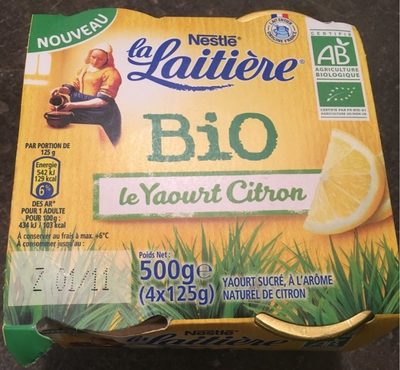 NOUVEAU
Nestlé
la Laitière
CERTIFIÉ
AB
AGRICULTURE
BIOLOGIQUE
BiO
le Yaourt Citron
PAR PORTION DE
125 g
Énergie
542 kJ
129 kcal
6%
DES AR*
POUR 1 ADULTE
POUR 100g :
434 kJ / 103 kcal
À conserver au frais à max. +6°C
À consommer jusqu'au :
Z 01/11
Poids Net :
500g e
(4x125g)
YAOURT SUCRÉ, À L'ARÔME
NATUREL DE CITRON
Nestlé